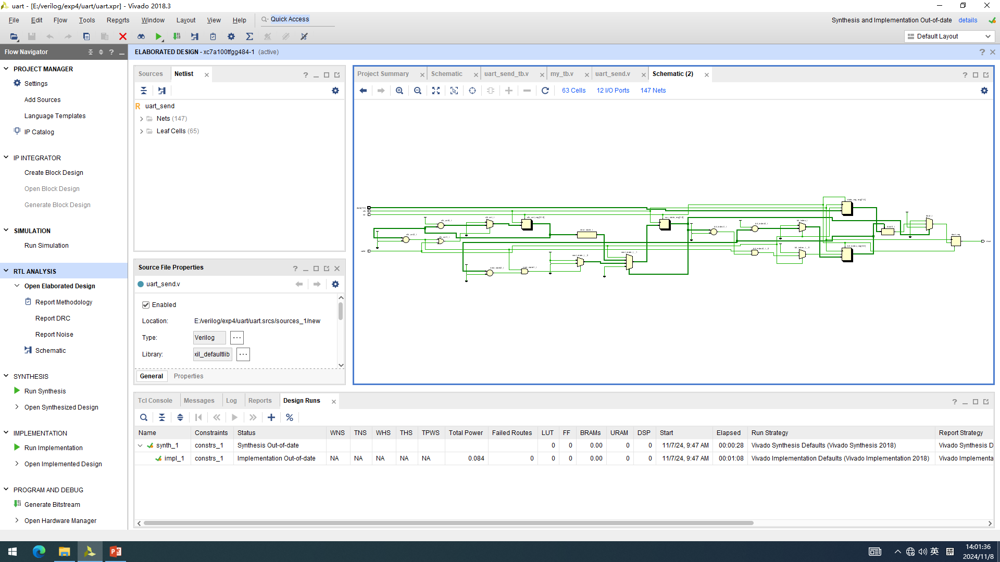 uart - [E:/verilog/exp4/uart/uart.xpr] - Vivado 2018.3
File Edit Flow Tools Reports Window Layout View Help Quick Access
Synthesis and Implementation Out-of-date details
Default Layout
Flow Navigator
ELABORATED DESIGN - xc7a100tfgg484-1 (active)
PROJECT MANAGER
Settings
Add Sources
Language Templates
IP Catalog
IP INTEGRATOR
Create Block Design
Open Block Design
Generate Block Design
SIMULATION
Run Simulation
RTL ANALYSIS
Open Elaborated Design
Report Methodology
Report DRC
Report Noise
Schematic
SYNTHESIS
Run Synthesis
Open Synthesized Design
IMPLEMENTATION
Run Implementation
Open Implemented Design
PROGRAM AND DEBUG
Generate Bitstream
Open Hardware Manager
Sources Netlist
uart_send
Nets (147)
Leaf Cells (65)
Source File Properties
uart_send.v
Enabled
Location: E:/verilog/exp4/uart/uart.srcs/sources_1/new
Type: Verilog
Library: xil_defaultlib
General Properties
Project Summary Schematic uart_send_tb.v my_tb.v uart_send.v Schematic (2)
63 Cells 12 I/O Ports 147 Nets
Tcl Console Messages Log Reports Design Runs
Name Constraints Status WNS TNS WHS THS TPWS Total Power Failed Routes LUT FF BRAMs URAM DSP Start Elapsed Run Strategy Report Strategy
synth_1 constrs_1 Synthesis Out-of-date 0 0 0.00 0 0 11/7/24, 9:47 AM 00:00:28 Vivado Synthesis Defaults (Vivado Synthesis 2018) Vivado Synthesis D
impl_1 constrs_1 Implementation Out-of-date NA NA NA NA NA 0.084 0 0 0 0.00 0 0 11/7/24, 9:47 AM 00:01:08 Vivado Implementation Defaults (Vivado Implementation 2018) Vivado Implementa
英 拼
14:01:36
2024/11/8